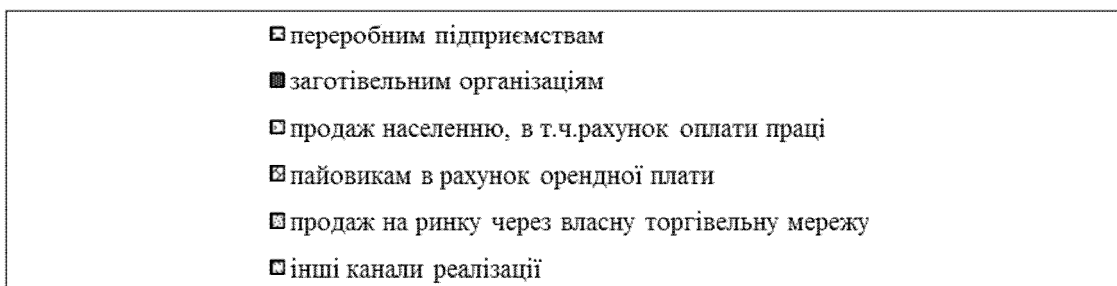 переробним підприємствам
заготівельним організаціям
продаж населенню, в т.ч.рахунок оплати праці
пайовикам в рахунок орендної плати
продаж на ринку через власну торгівельну мережу
інші канали реалізації